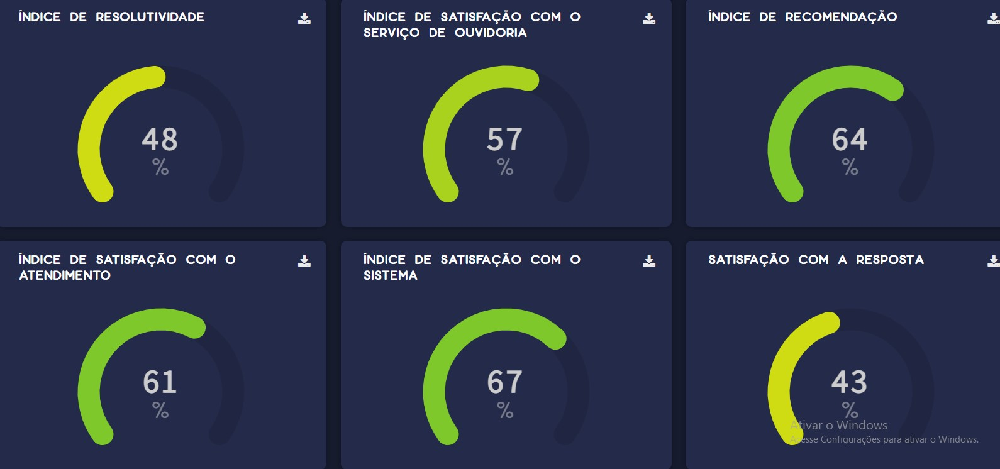 ÍNDICE DE RESOLUTIVIDADE
48
%
ÍNDICE DE SATISFAÇÃO COM O
SERVIÇO DE OUVIDORIA
57
%
ÍNDICE DE RECOMENDAÇÃO
64
%
ÍNDICE DE SATISFAÇÃO COM O
ATENDIMENTO
61
%
ÍNDICE DE SATISFAÇÃO COM O
SISTEMA
67
%
SATISFAÇÃO COM A RESPOSTA
43
%
Ativar o Windows
Acesse Configurações para ativar o Windows.